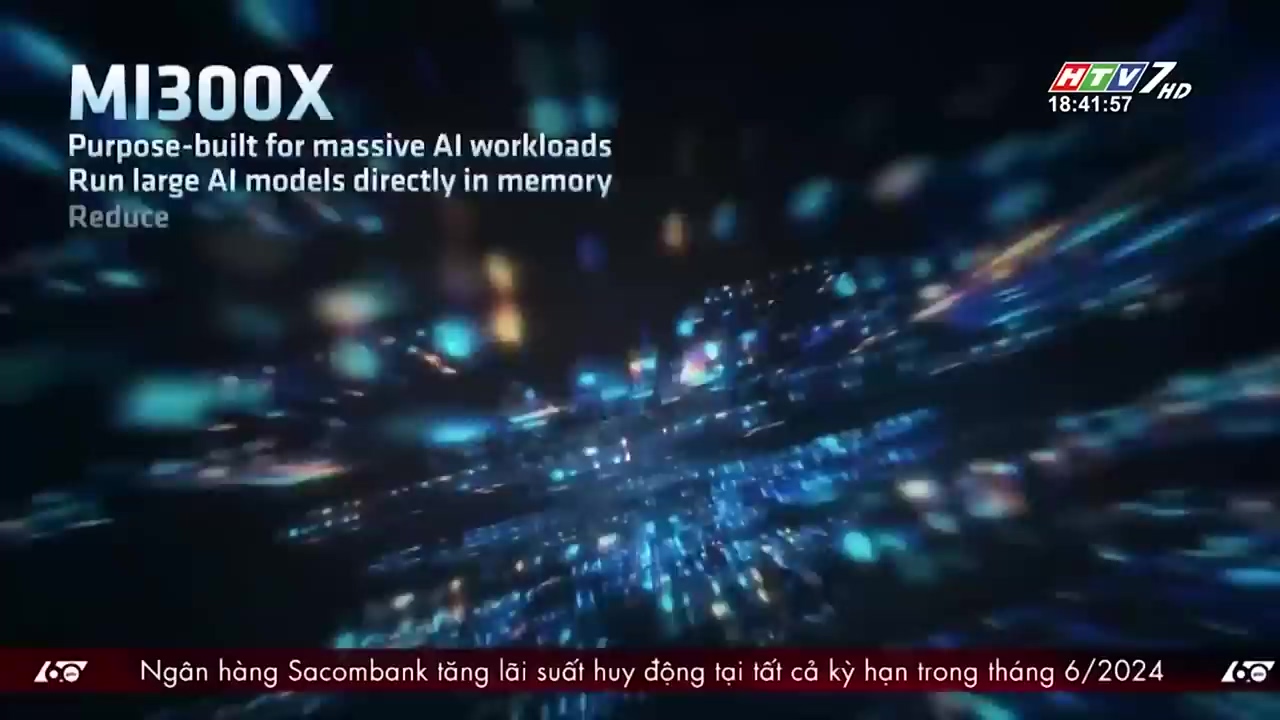 MI300X
Purpose-built for massive AI workloads
Run large AI models directly in memory
Reduce
HTV7 HD
18:41:57
Ngân hàng Sacombank tăng lãi suất huy động tại tất cả kỳ hạn trong tháng 6/2024